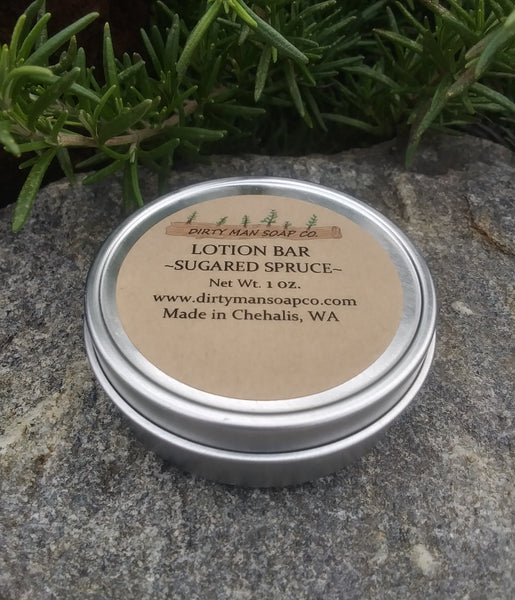 DIRTY MAN SOAP CO.
LOTION BAR
~SUGARED SPRUCE~
Net Wt. 1 oz.
www.dirtymansoapco.com
Made in Chehalis, WA